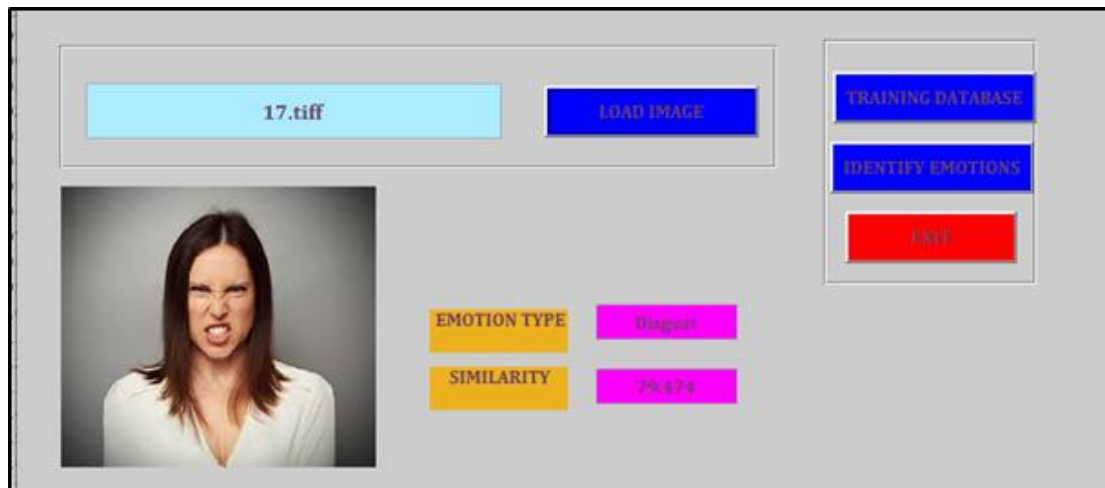 17.tiff
LOAD IMAGE
TRAINING DATABASE
IDENTIFY EMOTIONS
EXIT
EMOTION TYPE
Disgust
SIMILARITY
79.474